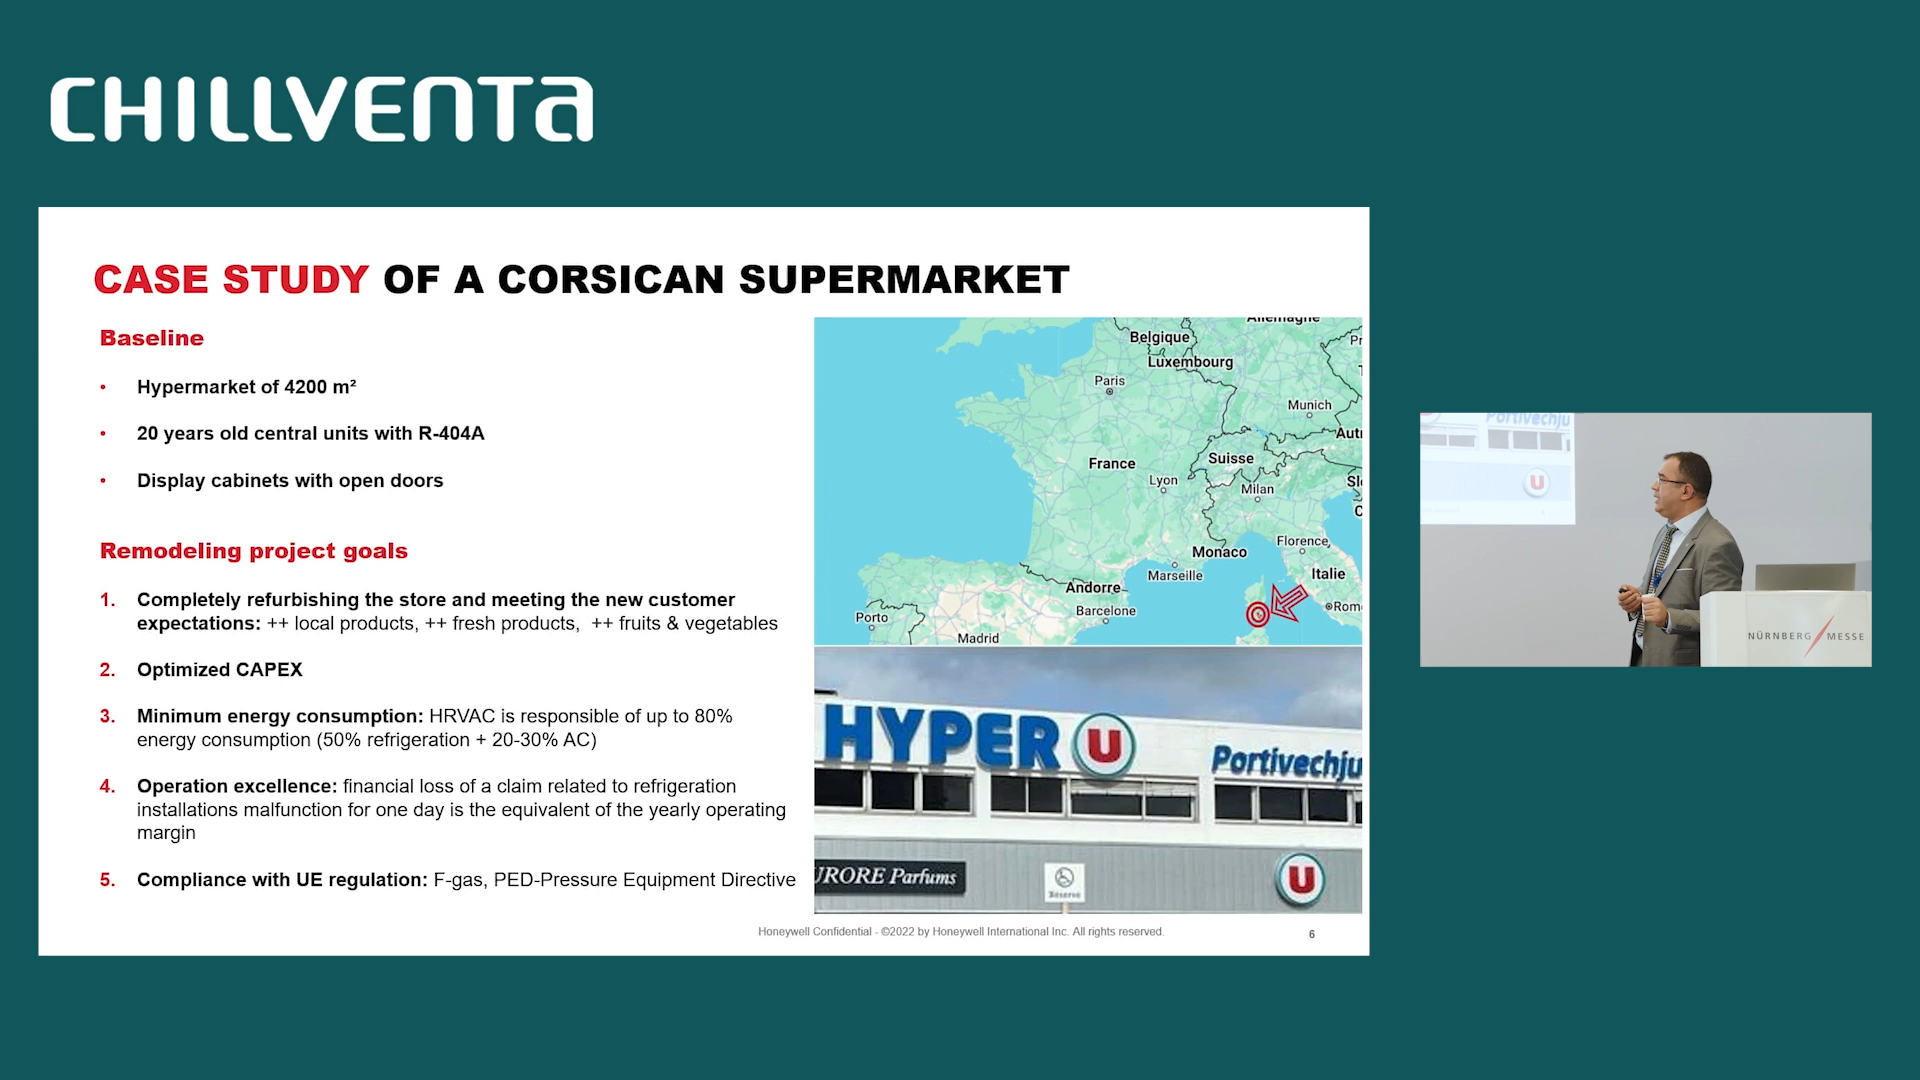 CHILLVENTA
CASE STUDY OF A CORSICAN SUPERMARKET
Baseline
• Hypermarket of 4200 m²
• 20 years old central units with R-404A
• Display cabinets with open doors
Remodeling project goals
1. Completely refurbishing the store and meeting the new customer
expectations: ++ local products, ++ fresh products, ++ fruits & vegetables
2. Optimized CAPEX
3. Minimum energy consumption: HRVAC is responsible of up to 80%
energy consumption (50% refrigeration + 20-30% AC)
4. Operation excellence: financial loss of a claim related to refrigeration
installations malfunction for one day is the equivalent of the yearly operating
margin
5. Compliance with UE regulation: F-gas, PED-Pressure Equipment Directive
Allemagne
Belgique
Luxembourg
Paris
Munich
Suisse
France
Lyon
Milan
Monaco
Florence
Marseille
Italie
Andorre
Barcelone
Rom
Porto
Madrid
HYPER U
Portivechju
URORE Parfums
Réservé
U
Honeywell Confidential - ©2022 by Honeywell International Inc. All rights reserved.
6
Portivechju
U
NÜRNBERG MESSE